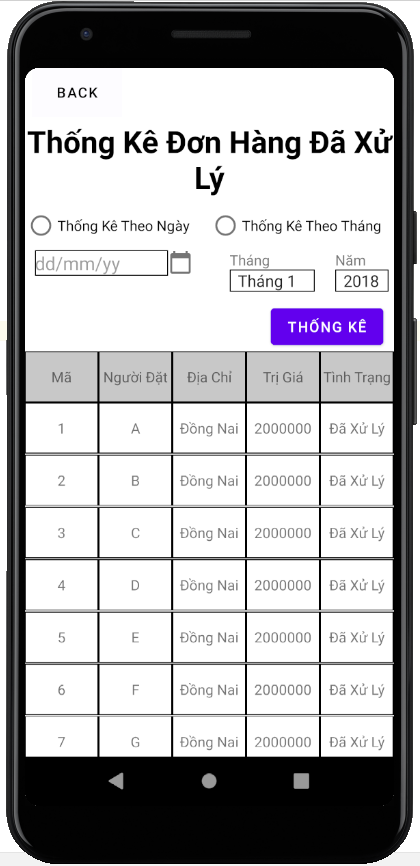 BACK
Thống Kê Đơn Hàng Đã Xử
Lý
Thống Kê Theo Ngày Thống Kê Theo Tháng
dd/mm/yy Tháng Năm
Tháng 1 2018
THỐNG KÊ
Mã Người Đặt Địa Chỉ Trị Giá Tình Trạng
1 A Đồng Nai 2000000 Đã Xử Lý
2 B Đồng Nai 2000000 Đã Xử Lý
3 C Đồng Nai 2000000 Đã Xử Lý
4 D Đồng Nai 2000000 Đã Xử Lý
5 E Đồng Nai 2000000 Đã Xử Lý
6 F Đồng Nai 2000000 Đã Xử Lý
7 G Đồng Nai 2000000 Đã Xử Lý